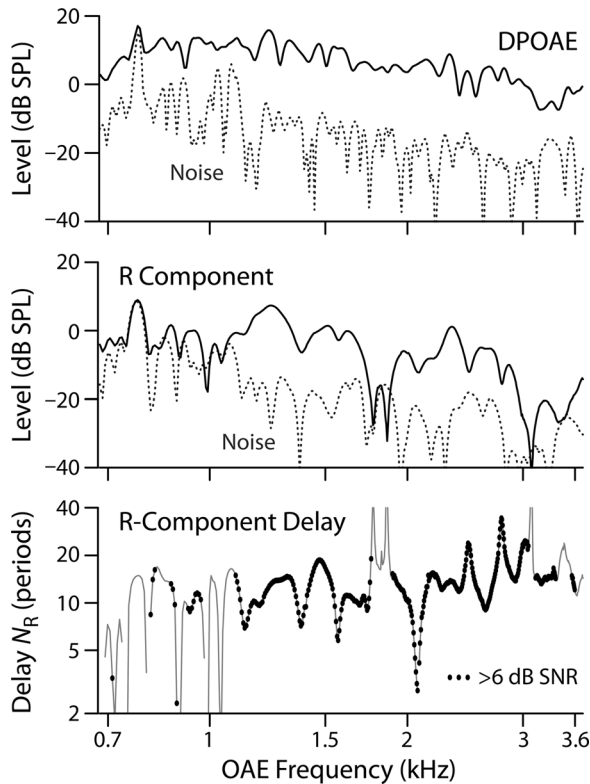 20
DPOAE
0
Level (dB SPL)
−20
Noise
−40
20
R Component
0
Level (dB SPL)
−20
Noise
−40
40
R-Component Delay
20
Delay N_R (periods)
10
5
>6 dB SNR
2
0.7 1 1.5 2 3 3.6
OAE Frequency (kHz)